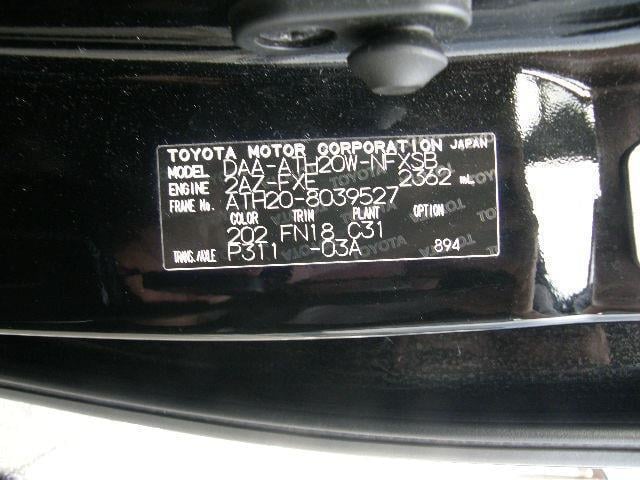 TOYOTA MOTOR CORPORATION JAPAN
MODEL DAA-ATH20W-NFXSB
ENGINE 2AZ-FXE 2362 mL
FRAME No. ATH20-8039527
COLOR TRIM PLANT OPTION
202 FN18 C31
TRANS./AXLE P311 -03A 894